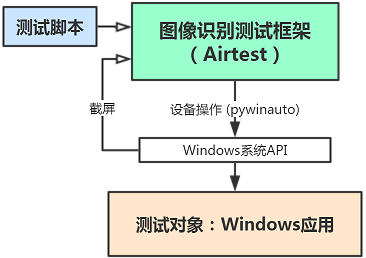 测试脚本
图像识别测试框架
（Airtest）
截屏
设备操作 (pywinauto)
Windows系统API
测试对象：Windows应用